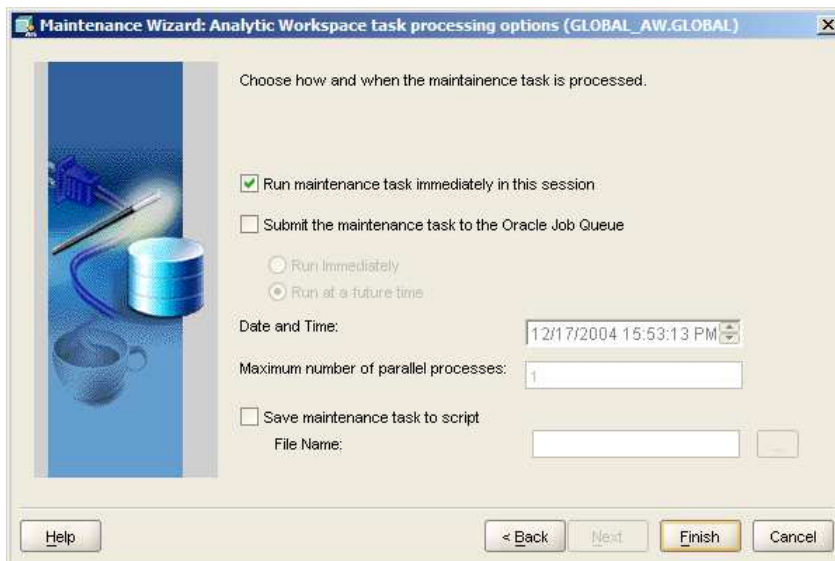 Maintenance Wizard: Analytic Workspace task processing options (GLOBAL_AW.GLOBAL)
Choose how and when the maintainence task is processed.
Run maintenance task immediately in this session
Submit the maintenance task to the Oracle Job Queue
Run Immediately
Run at a future time
Date and Time: 12/17/2004 15:53:13 PM
Maximum number of parallel processes: 1
Save maintenance task to script
File Name: ...
Help < Back Next Finish Cancel